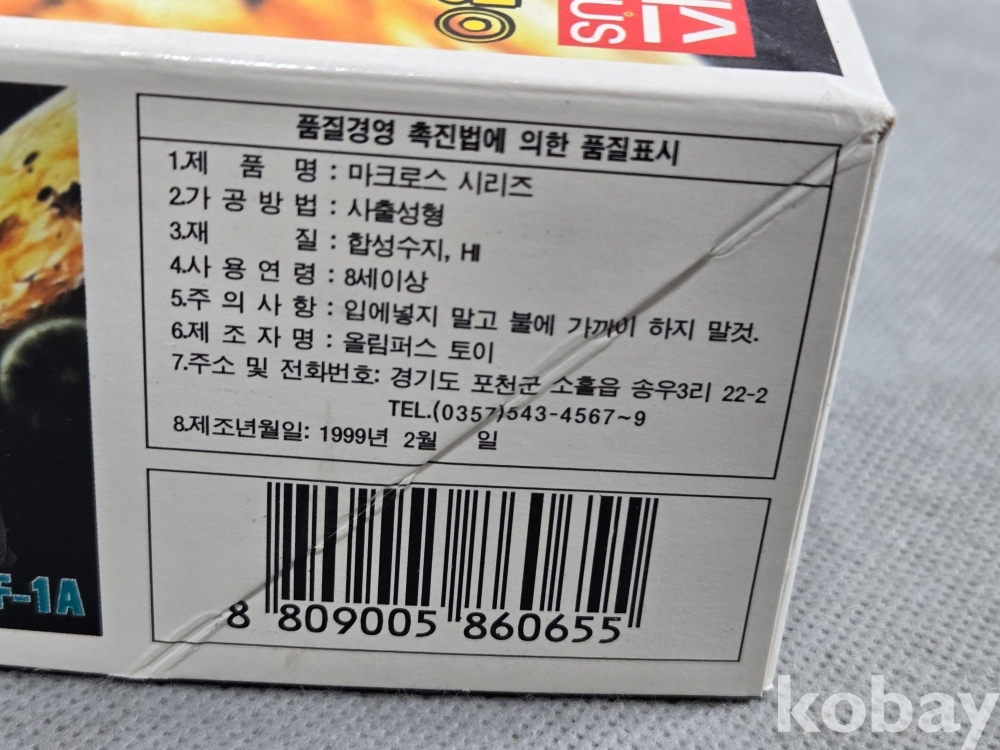 품질경영 촉진법에 의한 품질표시
1.제 품 명 : 마크로스 시리즈
2.가 공 방 법 : 사출성형
3.재 질 : 합성수지, HI
4.사 용 연 령 : 8세이상
5.주 의 사 항 : 입에넣지 말고 불에 가까이 하지 말것.
6.제 조 자 명 : 올림퍼스 토이
7.주소 및 전화번호: 경기도 포천군 소흘읍 송우3리 22-2
TEL.(0357)543-4567~9
8.제조년월일: 1999년 2월 일
8 809005 860655
-1A
kobay